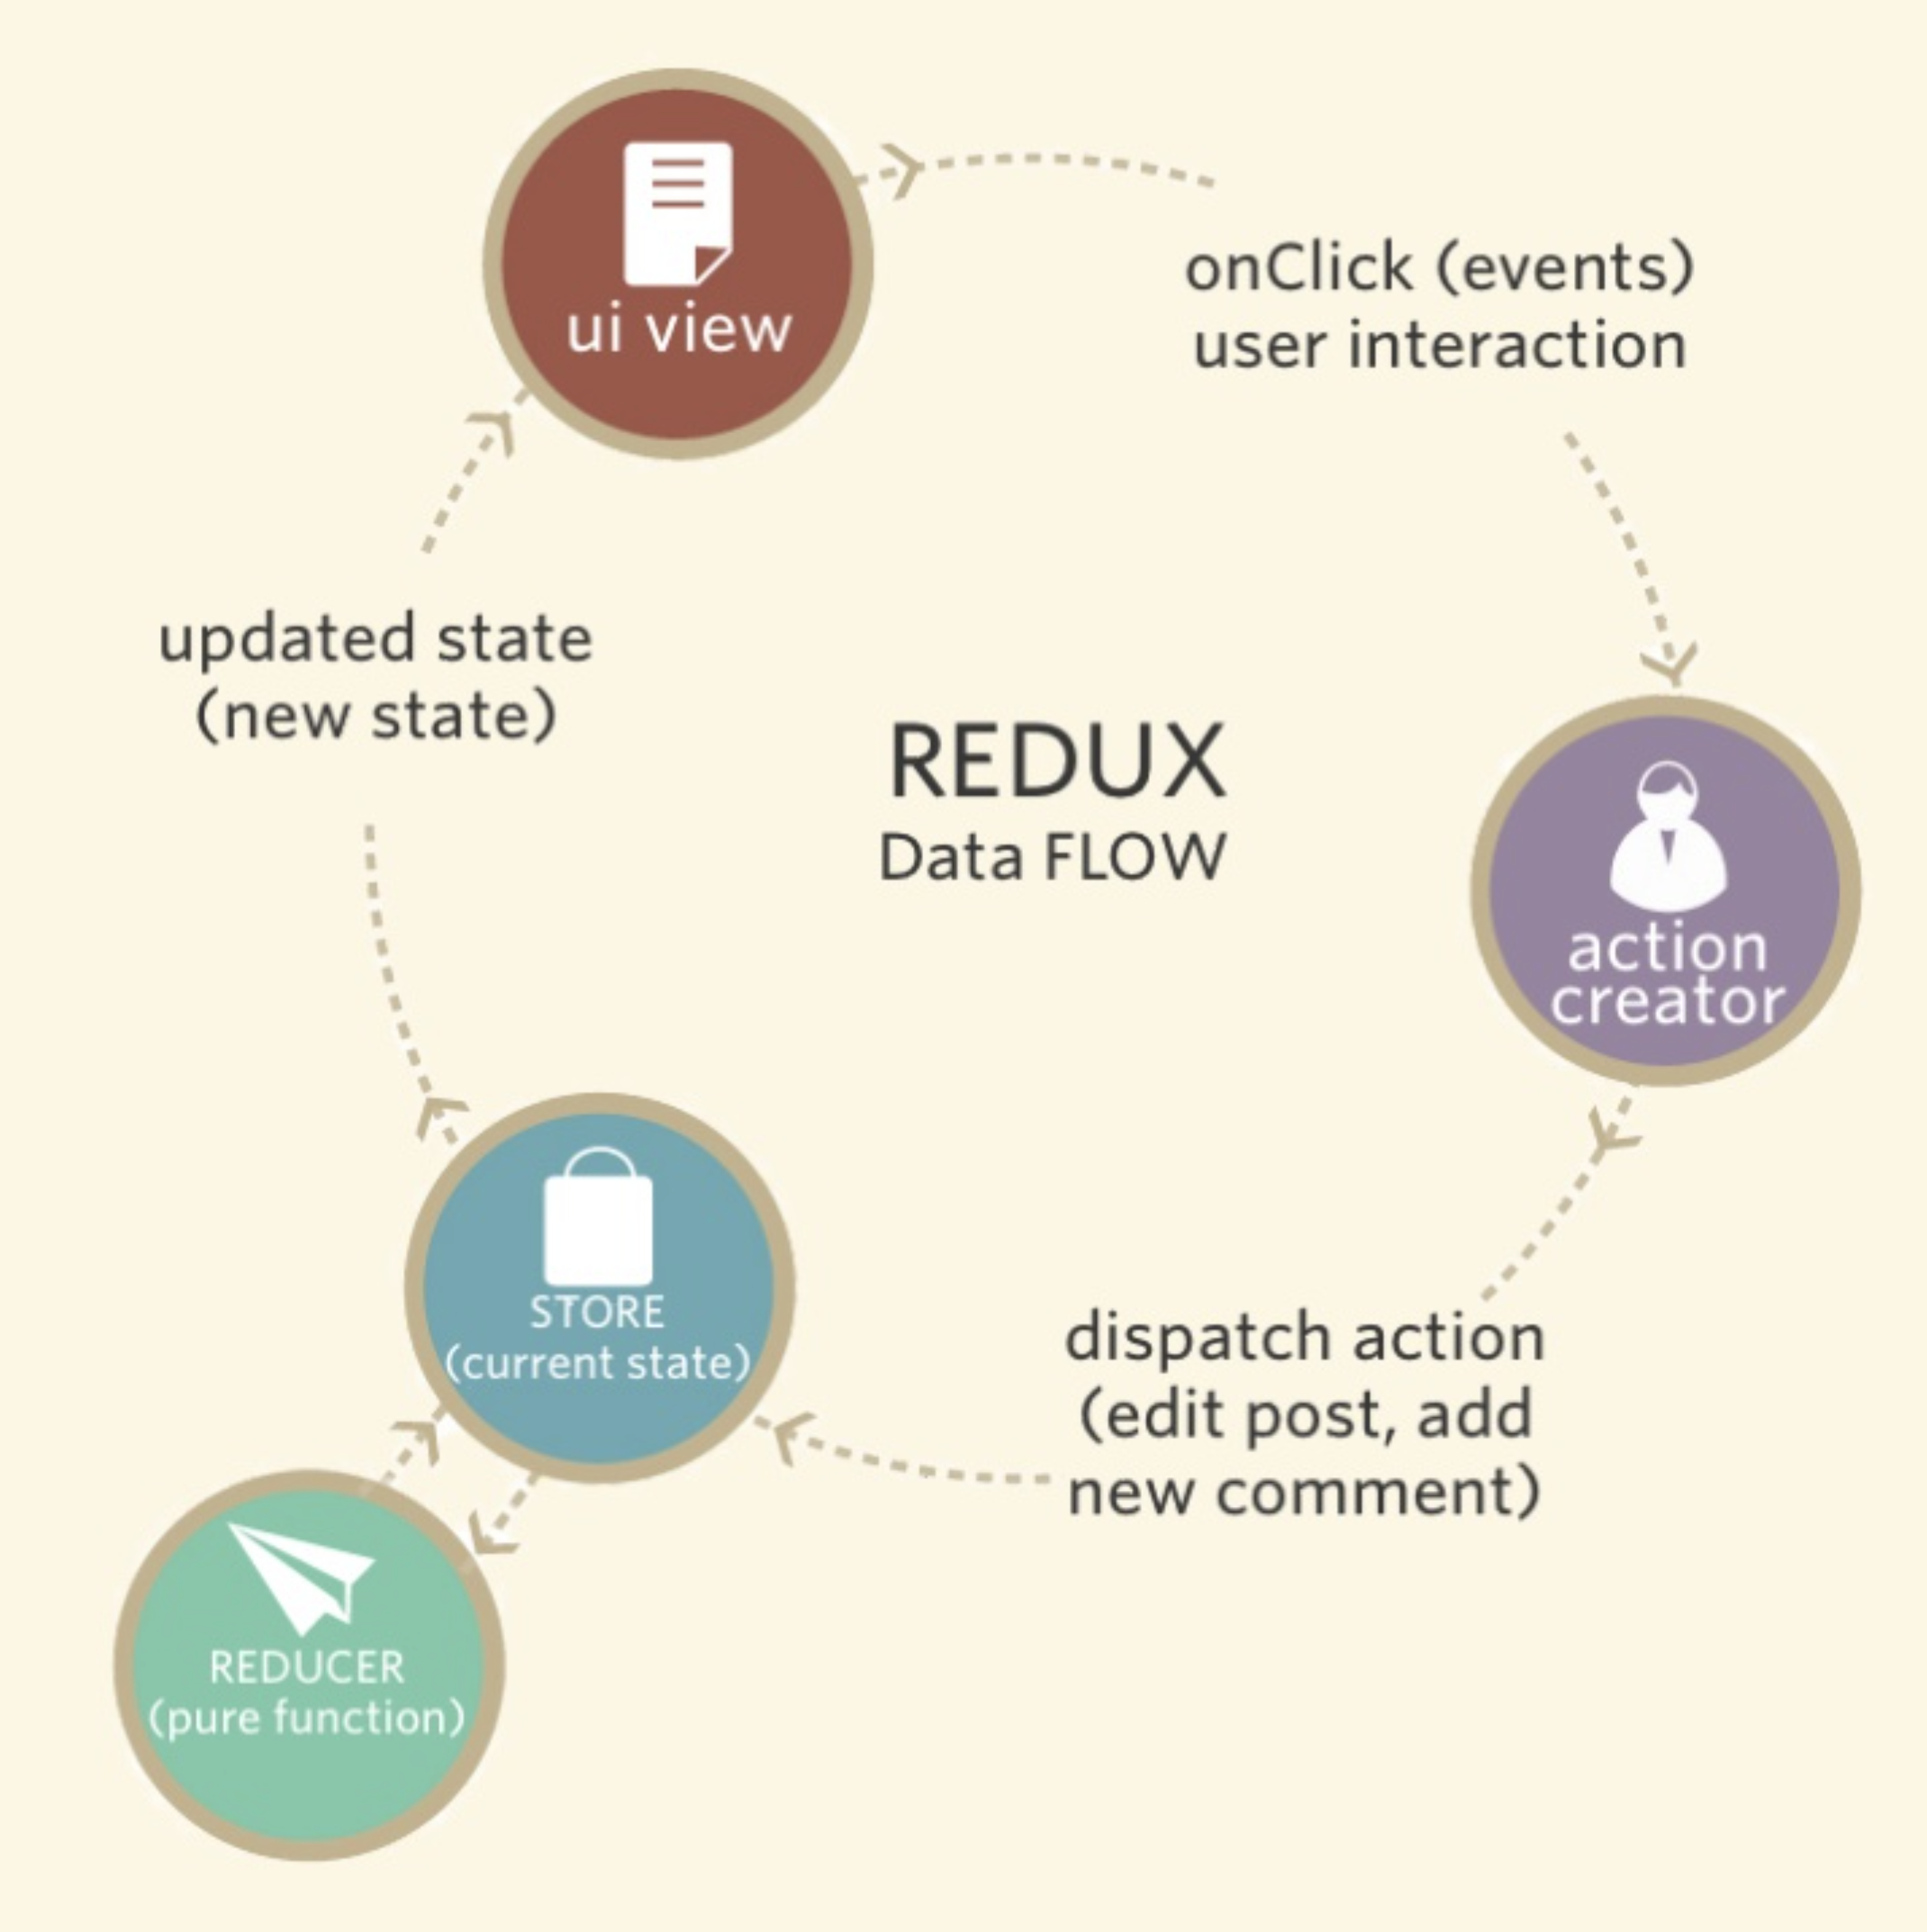 ui view
onClick (events)
user interaction
updated state
(new state)
REDUX
Data FLOW
action
creator
STORE
(current state)
dispatch action
(edit post, add
new comment)
REDUCER
(pure function)